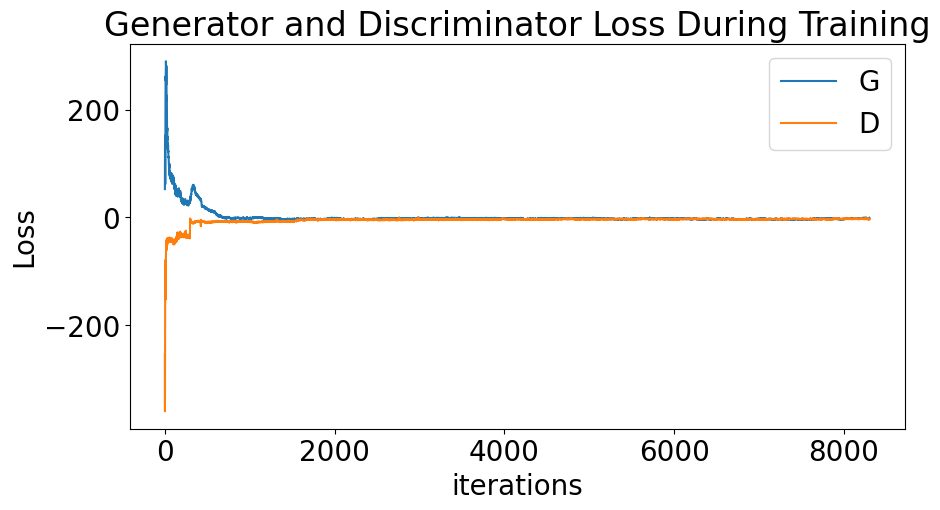 Generator and Discriminator Loss During Training
G
D
Loss
200
0
−200
0 2000 4000 6000 8000
iterations